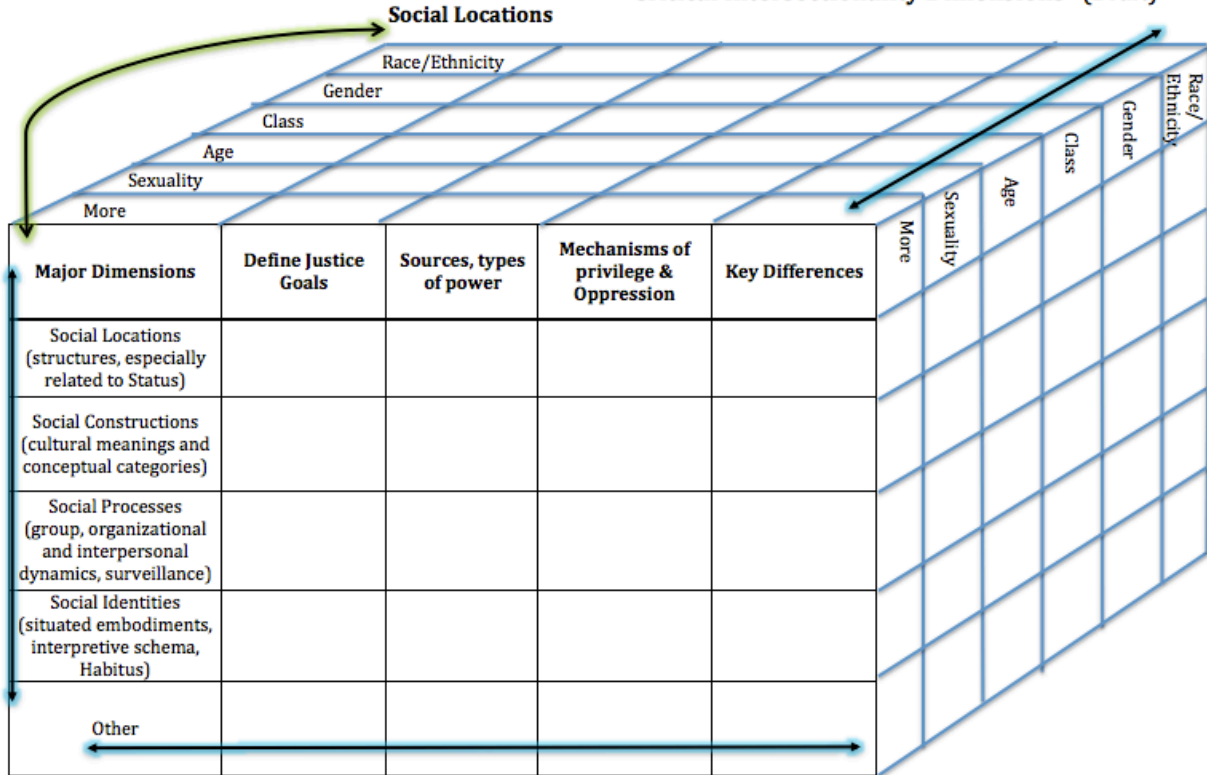 Social Locations
Race/Ethnicity
Gender
Class
Age
Sexuality
More
Race/
Ethnicity
Gender
Class
Age
Sexuality
More
Major Dimensions
Define Justice
Goals
Sources, types
of power
Mechanisms of
privilege &
Oppression
Key Differences
Social Locations
(structures, especially
related to Status)
Social Constructions
(cultural meanings and
conceptual categories)
Social Processes
(group, organizational
and interpersonal
dynamics, surveillance)
Social Identities
(situated embodiments,
interpretive schema,
Habitus)
Other